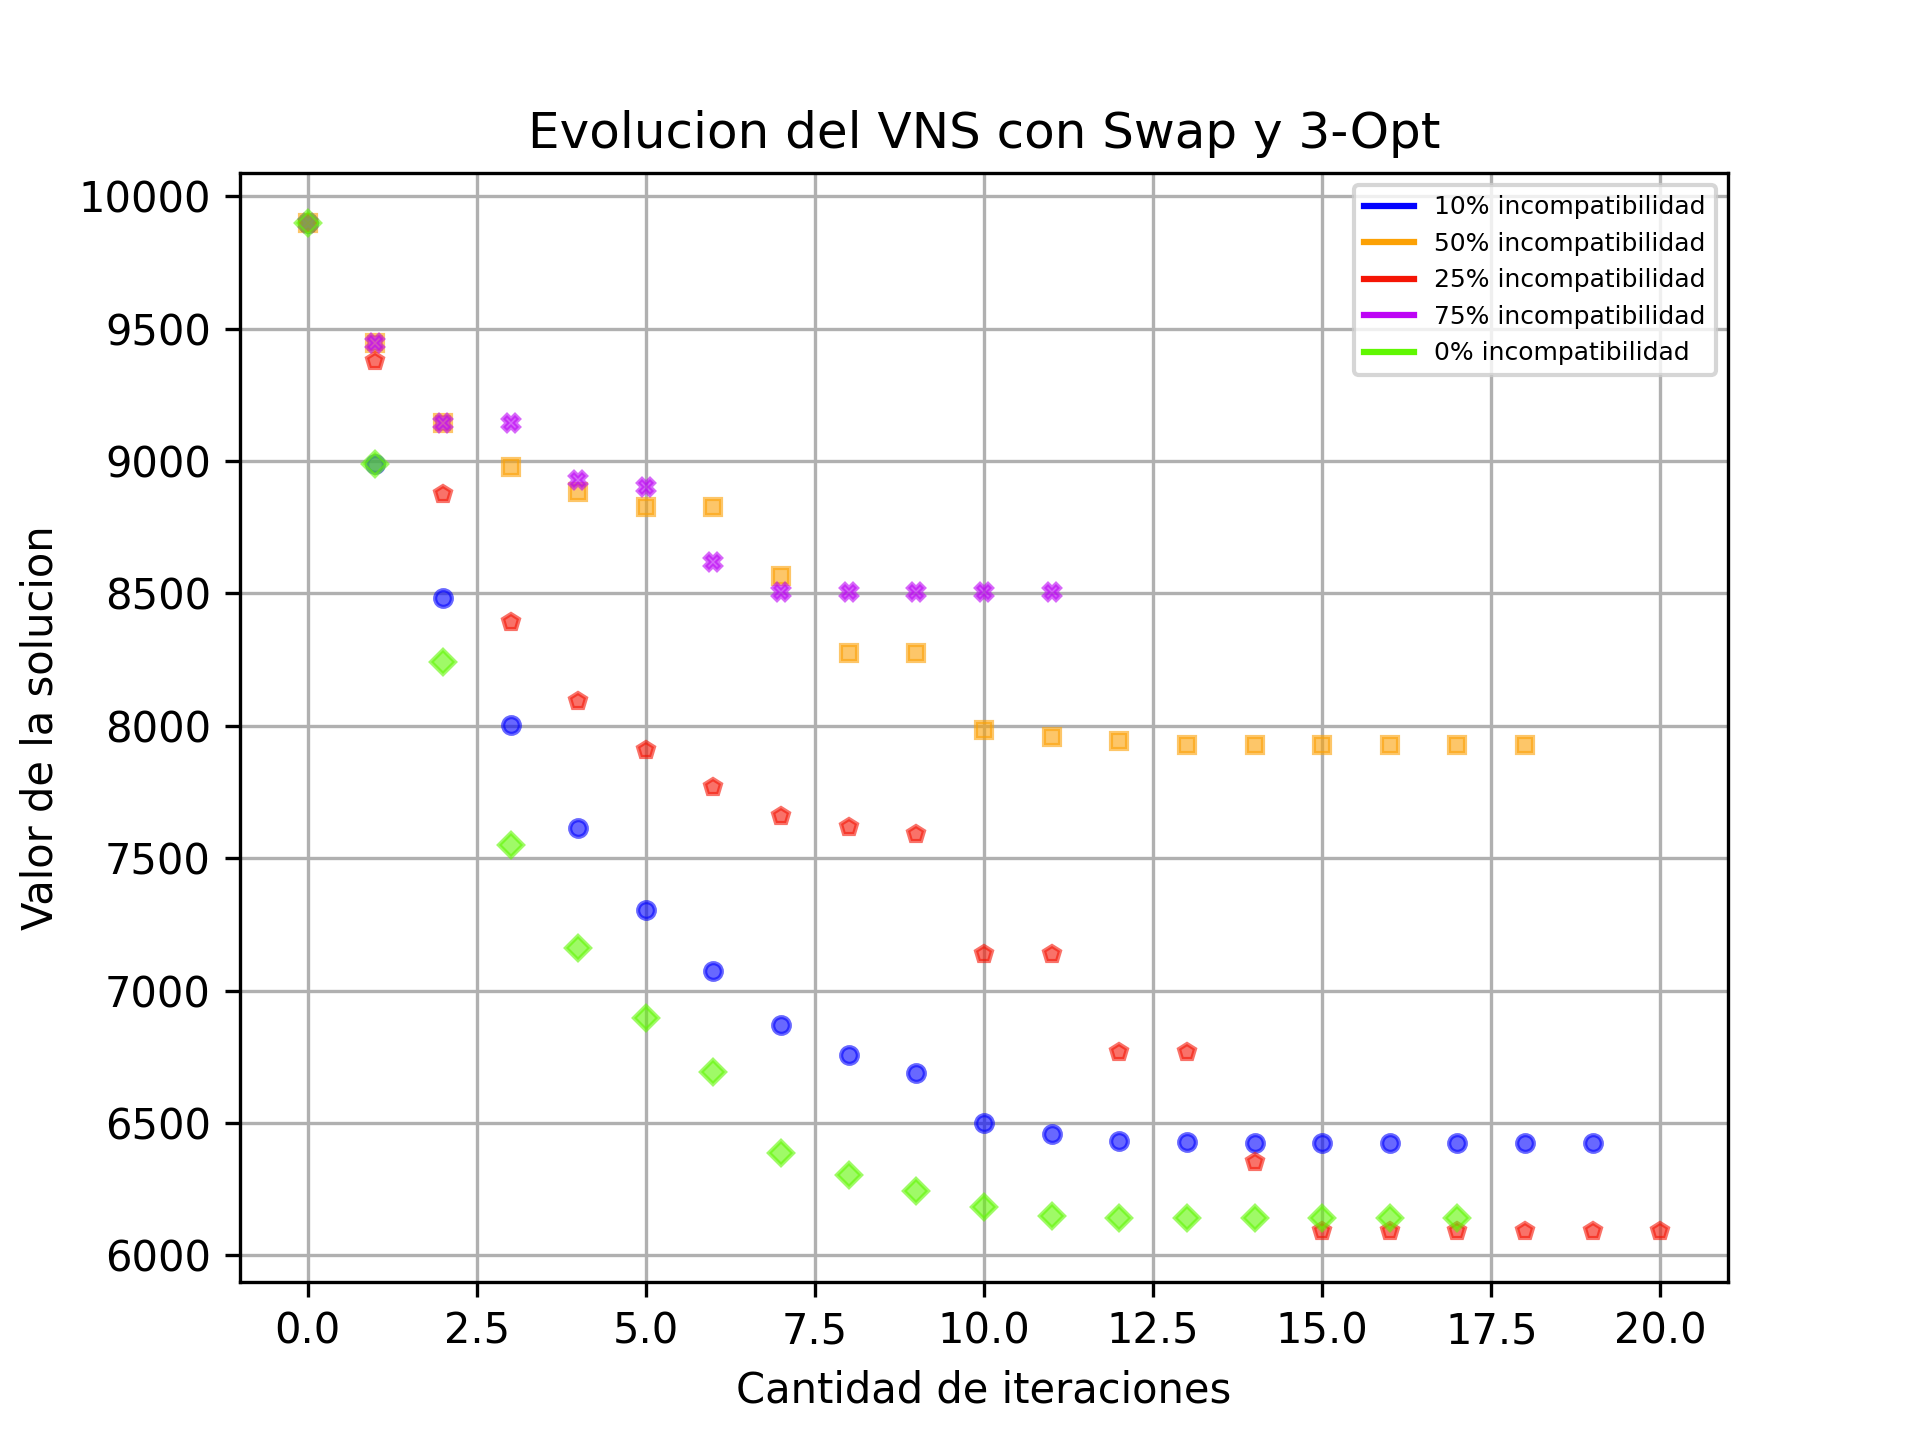 Evolucion del VNS con Swap y 3-Opt
10000
9500
9000
8500
8000
7500
7000
6500
6000
Valor de la solucion
10% incompatibilidad
50% incompatibilidad
25% incompatibilidad
75% incompatibilidad
0% incompatibilidad
0.0 2.5 5.0 7.5 10.0 12.5 15.0 17.5 20.0
Cantidad de iteraciones